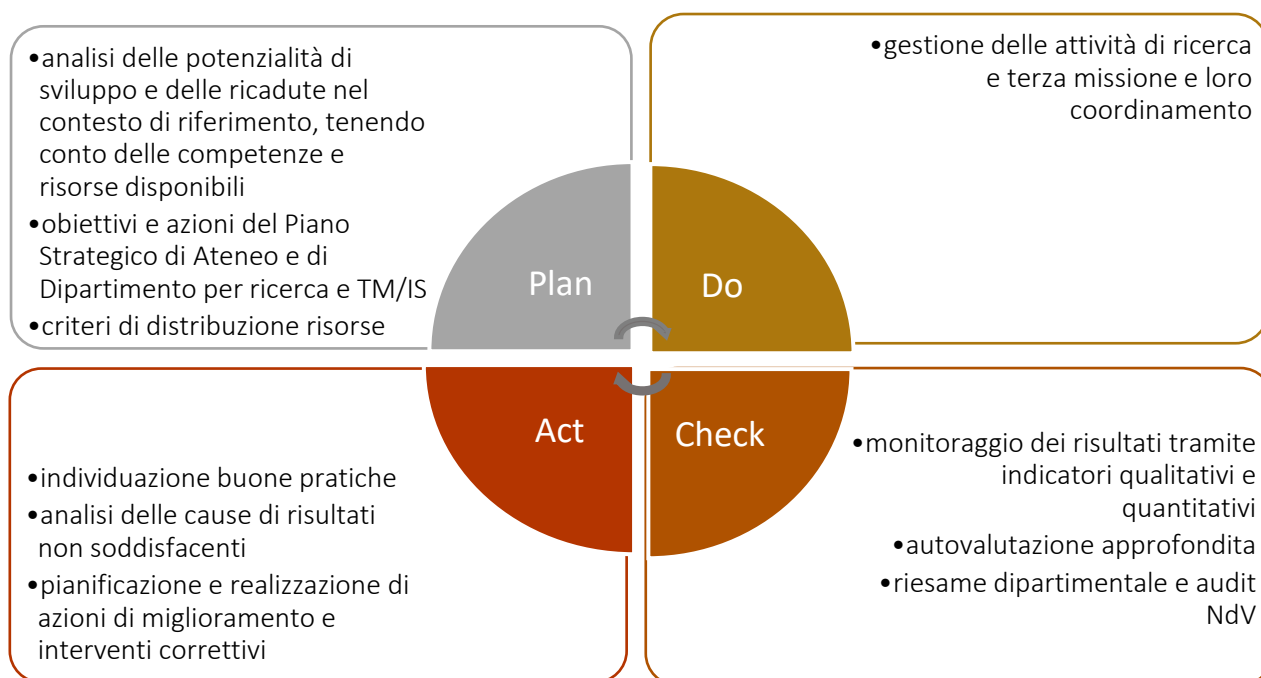 •analisi delle potenzialità di
sviluppo e delle ricadute nel
contesto di riferimento, tenendo
conto delle competenze e
risorse disponibili
•obiettivi e azioni del Piano
Strategico di Ateneo e di
Dipartimento per ricerca e TM/IS
•criteri di distribuzione risorse
•gestione delle attività di ricerca
e terza missione e loro
coordinamento
Plan
Do
Act
Check
•individuazione buone pratiche
•analisi delle cause di risultati
non soddisfacenti
•pianificazione e realizzazione di
azioni di miglioramento e
interventi correttivi
•monitoraggio dei risultati tramite
indicatori qualitativi e
quantitativi
•autovalutazione approfondita
•riesame dipartimentale e audit
NdV